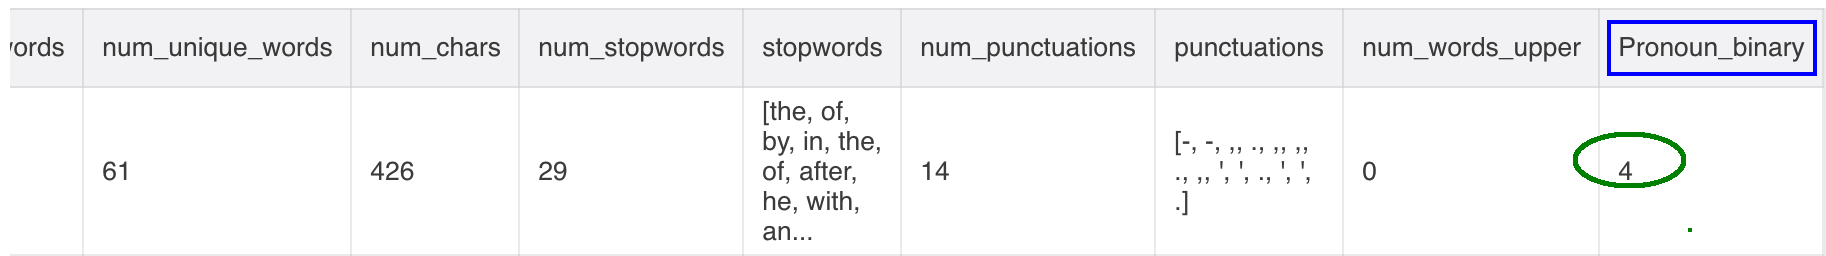 ords num_unique_words num_chars num_stopwords stopwords num_punctuations punctuations num_words_upper Pronoun_binary
61 426 29 [the, of, by, in, the, of, after, he, with, an... 14 [-, -, ,, ., ,, ,, ., ,, ', ', ., ', ', .] 0 4